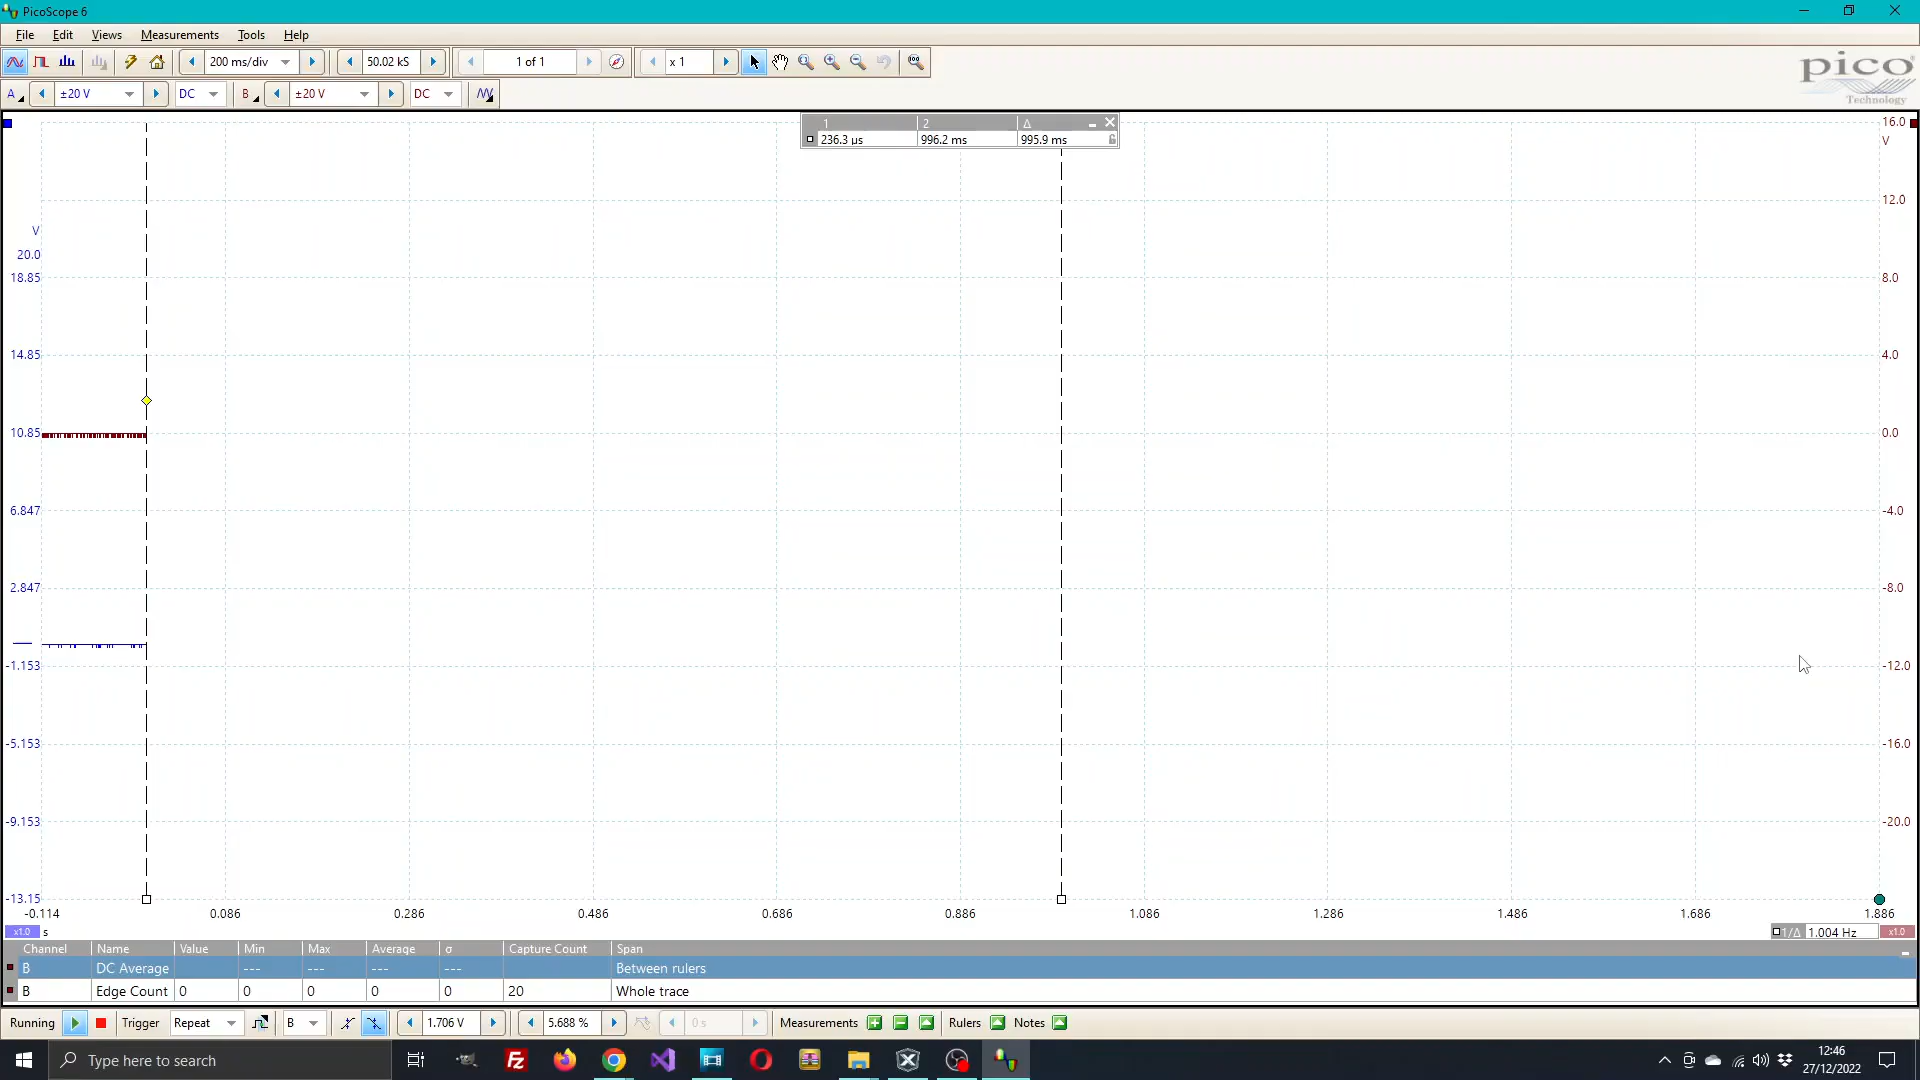 PicoScope 6
File Edit Views Measurements Tools Help
200 ms/div 50.02 kS 1 of 1 x 1
A ±20 V DC B ±20 V DC
pico
Technology
1 2 Δ
236.3 µs 996.2 ms 995.9 ms
16.0
V
12.0
V
20.0
18.85 8.0
14.85 4.0
10.85 0.0
6.847 -4.0
2.847 -8.0
-1.153 -12.0
-5.153 -16.0
-9.153 -20.0
-13.15
-0.114 0.086 0.286 0.486 0.686 0.886 1.086 1.286 1.486 1.686 1.886
x1.0 s 1/Δ 1.004 Hz x1.0
Channel Name Value Min Max Average σ Capture Count Span
B DC Average --- --- --- --- Between rulers
B Edge Count 0 0 0 0 0 20 Whole trace
Running Trigger Repeat B 1.706 V 5.688 % 0 s Measurements Rulers Notes
Type here to search
12:46
27/12/2022